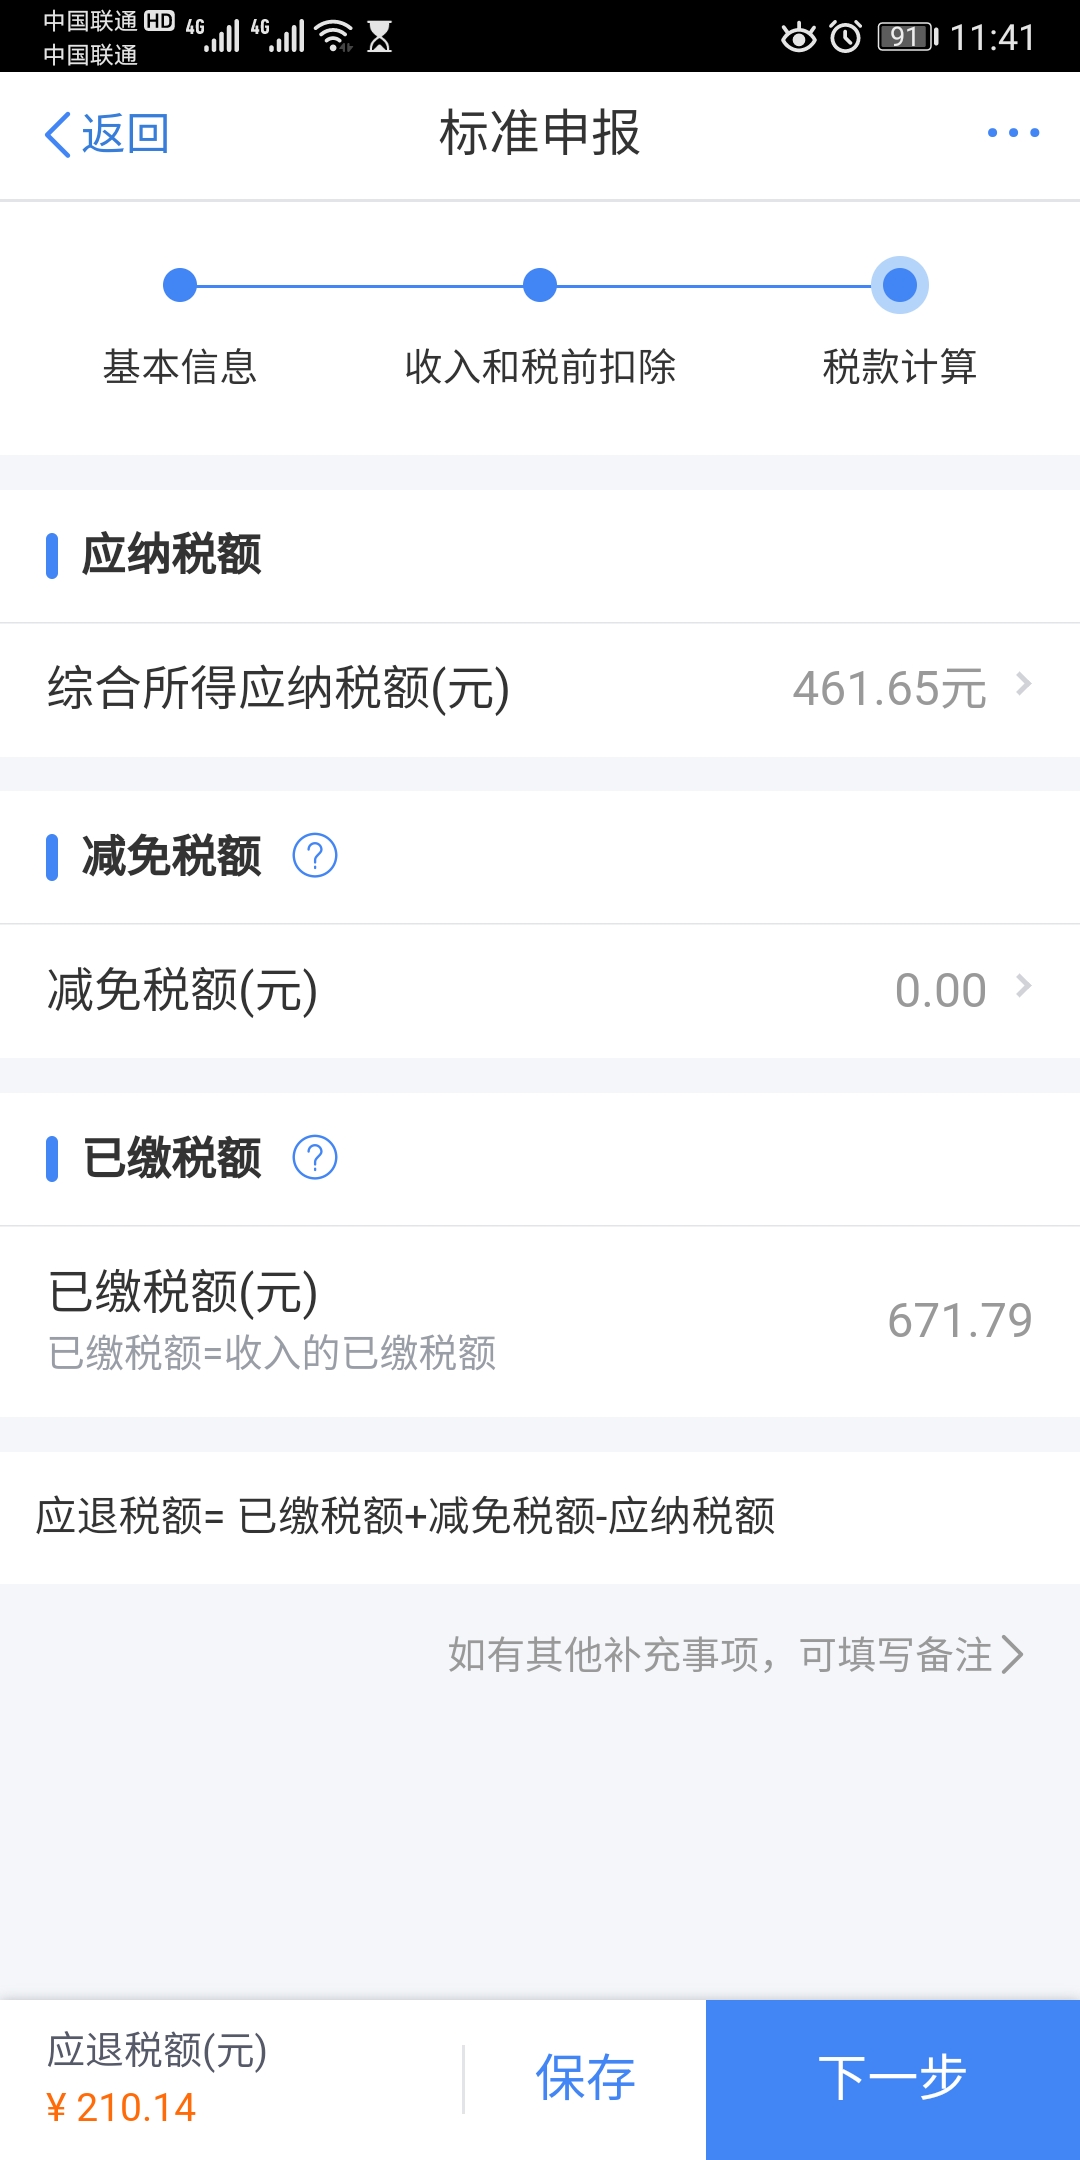 中国联通 HD 4G 4G 91 11:41
中国联通
返回 标准申报
基本信息 收入和税前扣除 税款计算
应纳税额
综合所得应纳税额(元) 461.65元
减免税额 ?
减免税额(元) 0.00
已缴税额 ?
已缴税额(元)
671.79
已缴税额=收入的已缴税额
应退税额= 已缴税额+减免税额-应纳税额
如有其他补充事项，可填写备注
应退税额(元)
¥ 210.14
保存 下一步